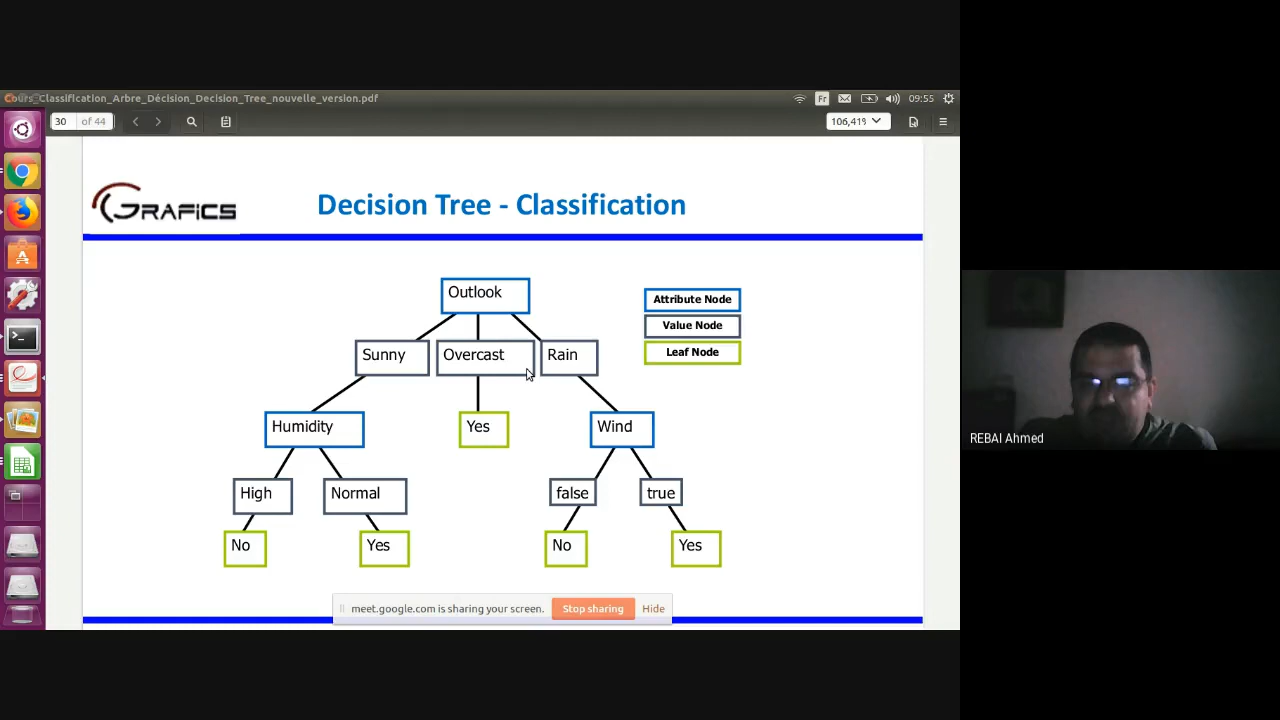 Cours_Classification_Arbre_Décision_Decision_Tree_nouvelle_version.pdf
Fr
09:55
30 of 44
106,41%
GRAFICS
Decision Tree - Classification
Outlook
Attribute Node
Value Node
Leaf Node
Sunny
Overcast
Rain
Humidity
Yes
Wind
High
Normal
false
true
No
Yes
No
Yes
REBAI Ahmed
meet.google.com is sharing your screen.
Stop sharing
Hide